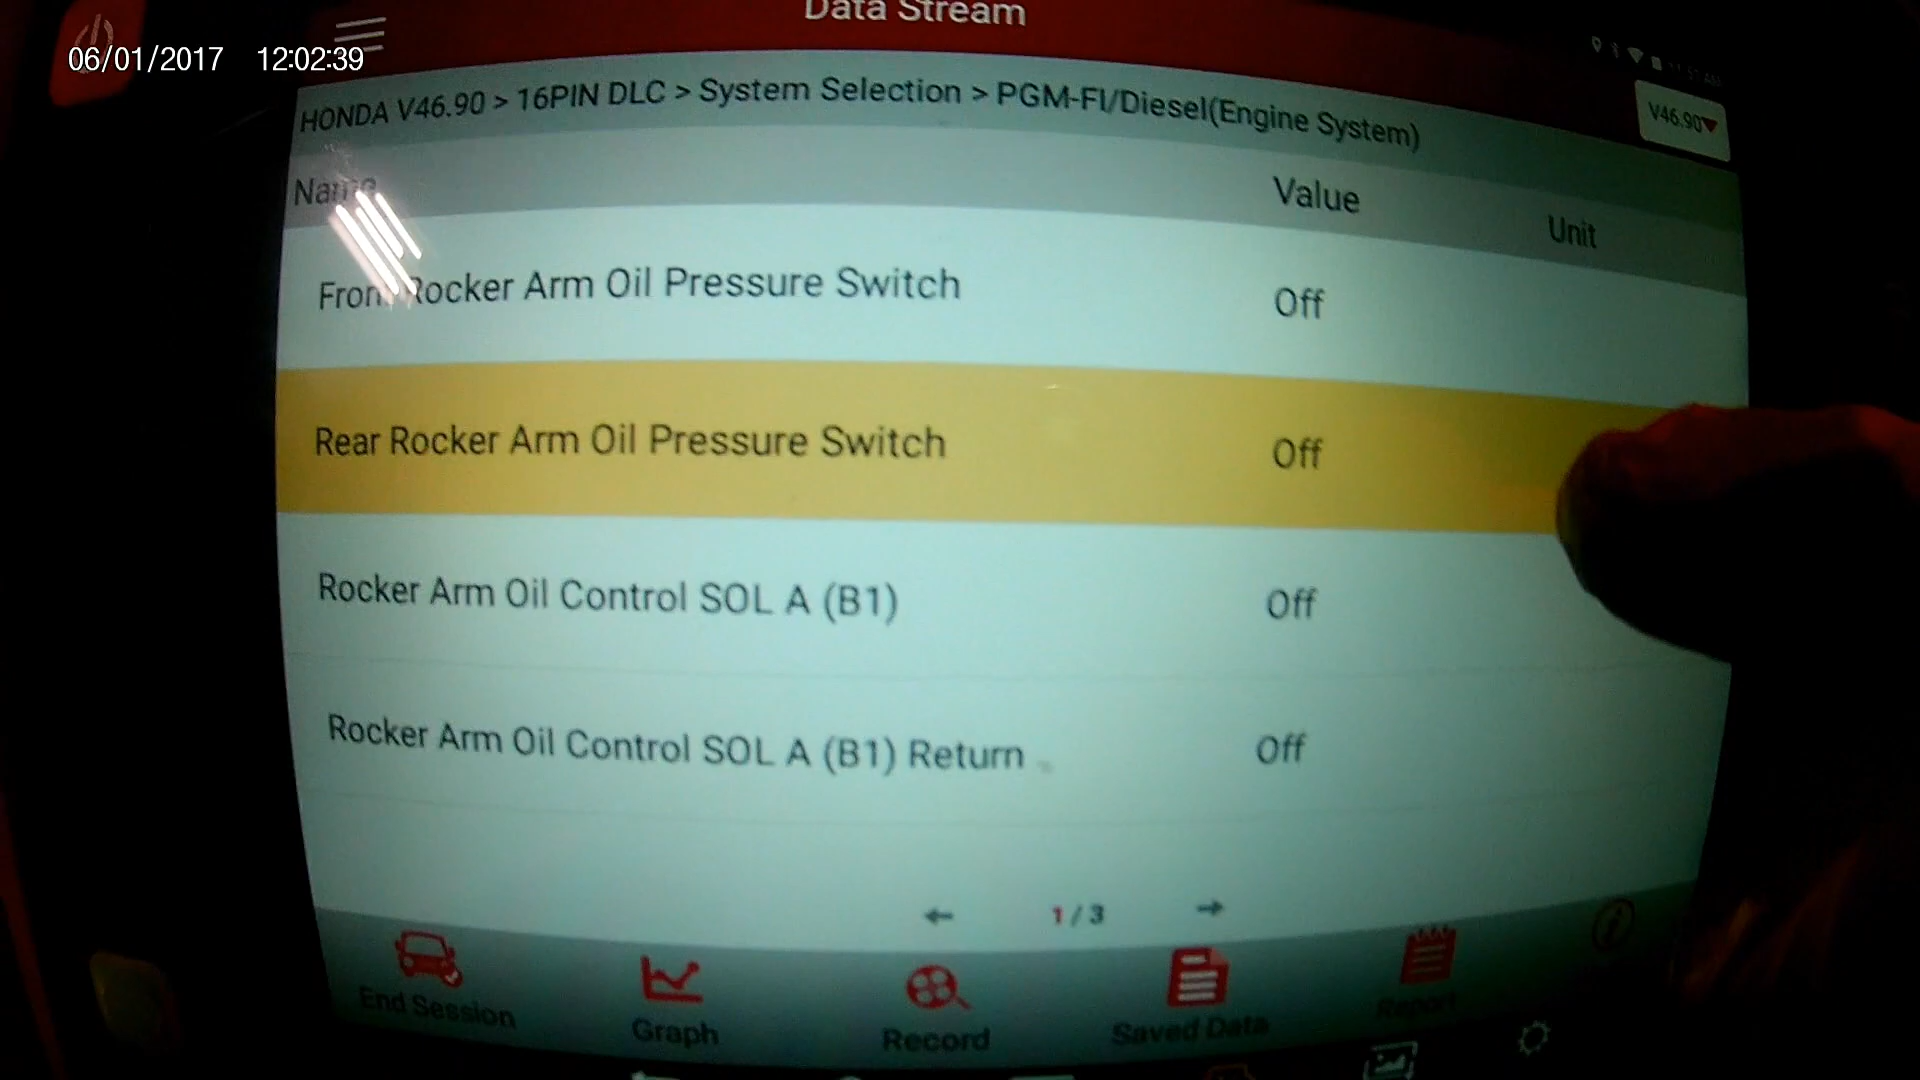 Data Stream
06/01/2017 12:02:39
HONDA V46.90 > 16PIN DLC > System Selection > PGM-FI/Diesel(Engine System)
V46.90
Name Value Unit
Front Rocker Arm Oil Pressure Switch Off
Rear Rocker Arm Oil Pressure Switch Off
Rocker Arm Oil Control SOL A (B1) Off
Rocker Arm Oil Control SOL A (B1) Return Off
1 / 3
End Session Graph Record Saved Data Report